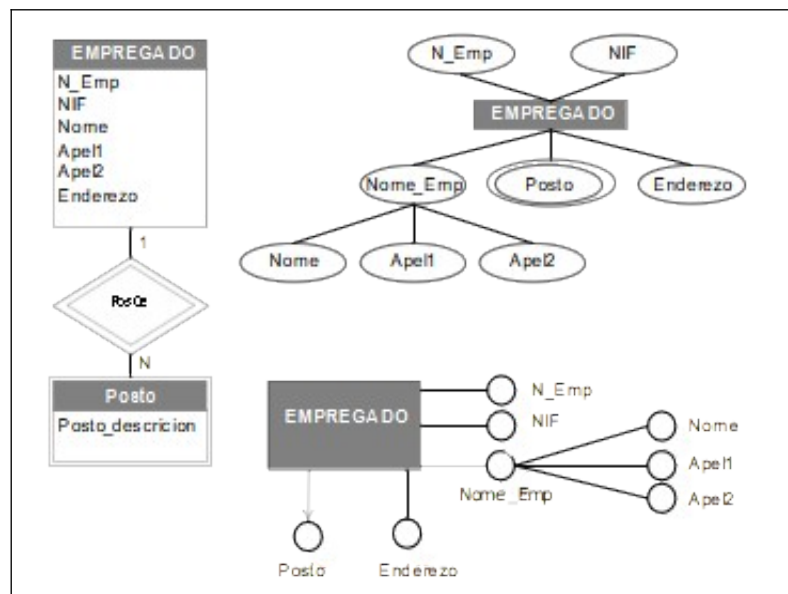 EMPREGADO
N_Emp
NIF
Nome
Apel1
Apel2
Enderezo
1
N
Posto
Posto_descricion
N_Emp
NIF
EMPREGADO
Nome_Emp
Posto
Enderezo
Nome
Apel1
Apel2
EMPREGADO
N_Emp
NIF
Nome_Emp
Nome
Apel1
Apel2
Posto
Enderezo